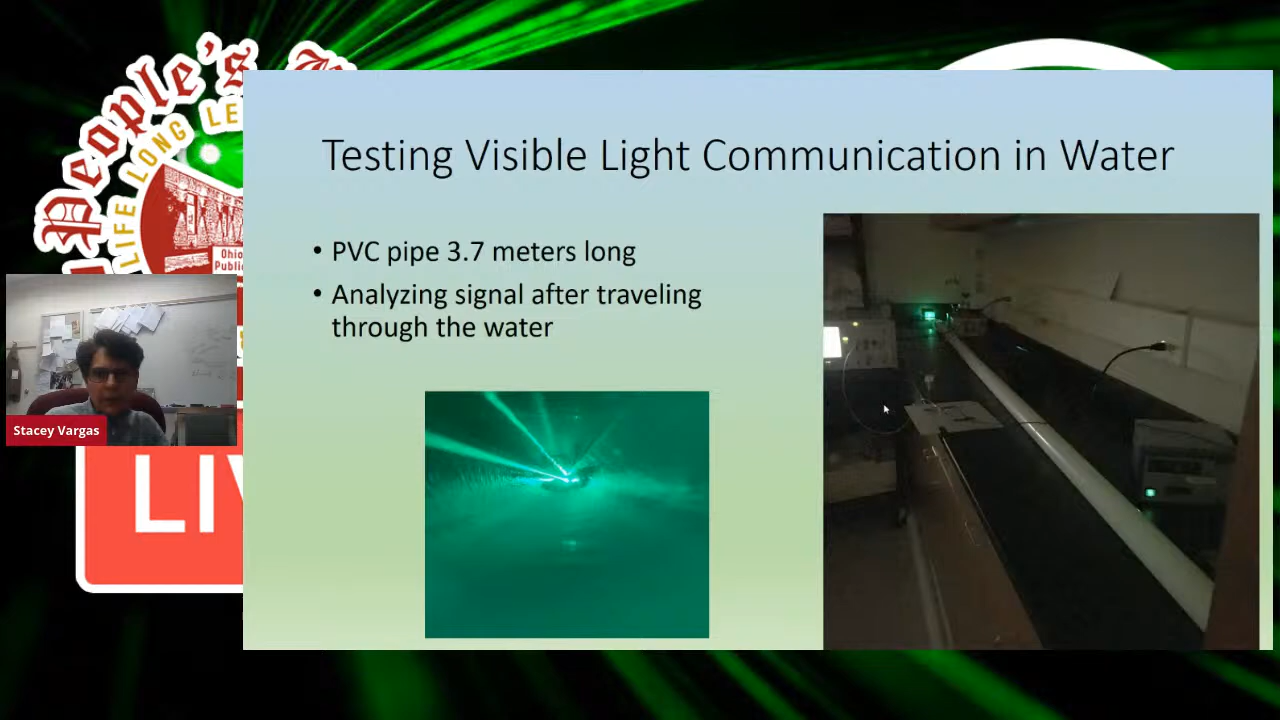 People's
LIFE LONG LE
Ohio
Public
Testing Visible Light Communication in Water
• PVC pipe 3.7 meters long
• Analyzing signal after traveling
through the water
Stacey Vargas
LIV